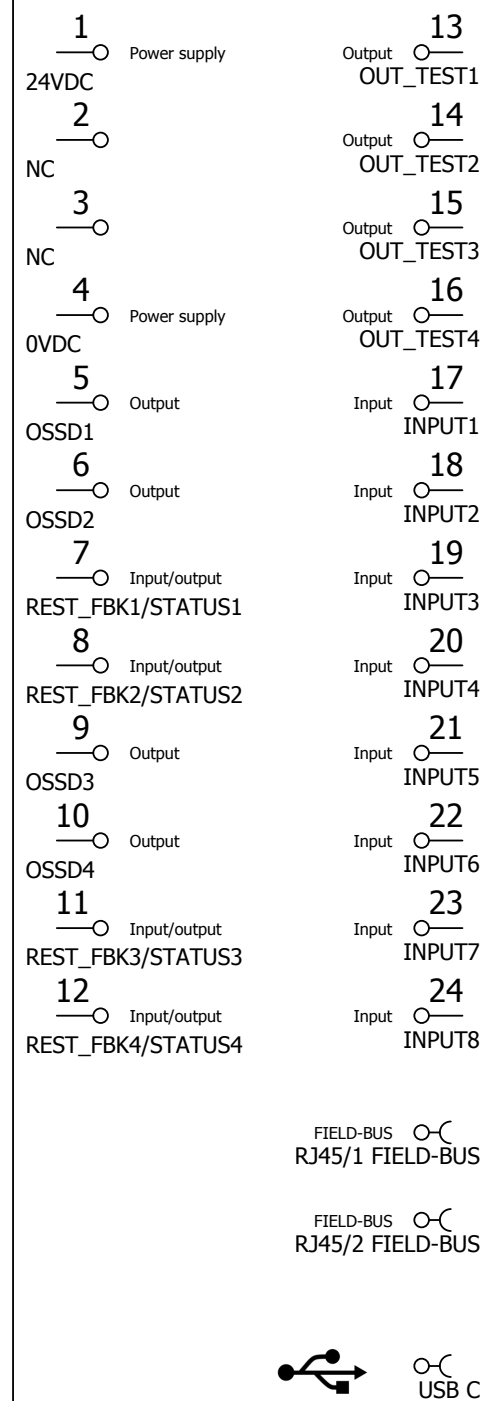 1 13
Power supply Output
24VDC OUT_TEST1
2 14
Output
NC OUT_TEST2
3 15
Output
NC OUT_TEST3
4 16
Power supply Output
0VDC OUT_TEST4
5 17
Output Input
OSSD1 INPUT1
6 18
Output Input
OSSD2 INPUT2
7 19
Input/output Input
REST_FBK1/STATUS1 INPUT3
8 20
Input/output Input
REST_FBK2/STATUS2 INPUT4
9 21
Output Input
OSSD3 INPUT5
10 22
Output Input
OSSD4 INPUT6
11 23
Input/output Input
REST_FBK3/STATUS3 INPUT7
12 24
Input/output Input
REST_FBK4/STATUS4 INPUT8
FIELD-BUS
RJ45/1 FIELD-BUS
FIELD-BUS
RJ45/2 FIELD-BUS
USB C